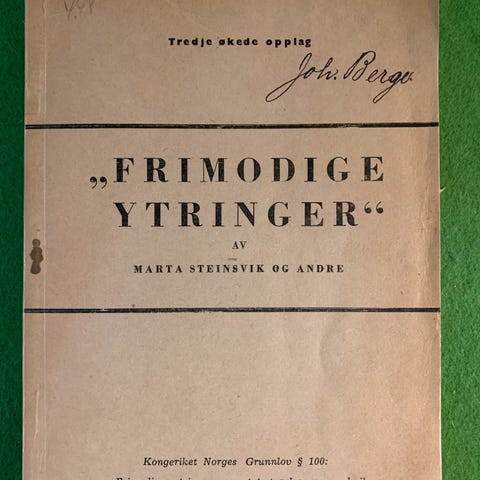 Tredje økede opplag
Joh. Berge
„FRIMODIGE
YTRINGER“
AV
MARTA STEINSVIK OG ANDRE
Kongeriket Norges Grunnlov § 100: